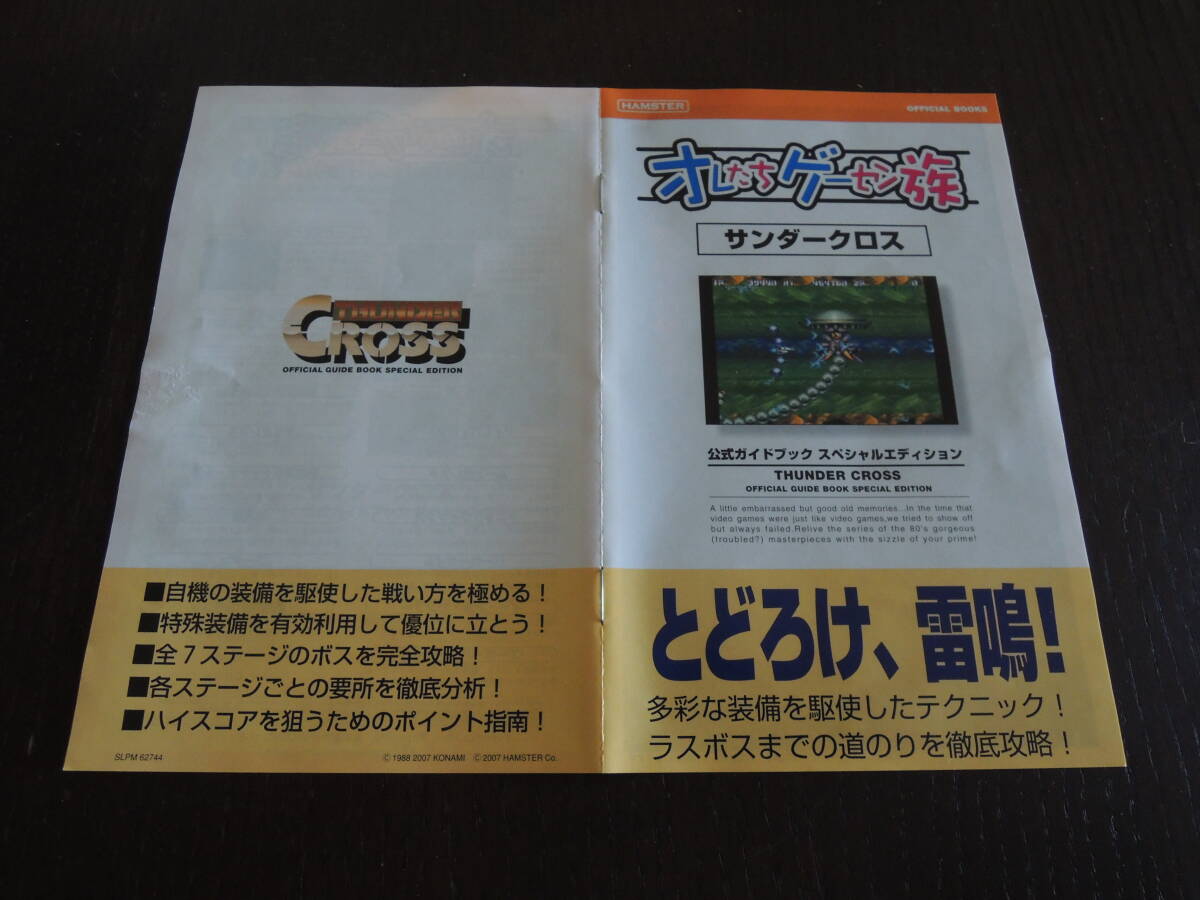 THUNDER
CROSS
OFFICIAL GUIDE BOOK SPECIAL EDITION
■自機の装備を駆使した戦い方を極める！
■特殊装備を有効利用して優位に立とう！
■全7ステージのボスを完全攻略！
■各ステージごとの要所を徹底分析！
■ハイスコアを狙うためのポイント指南！
SLPM 62744
© 1988 2007 KONAMI © 2007 HAMSTER Co.
HAMSTER
OFFICIAL BOOKS
オレたちゲーセン族
サンダークロス
公式ガイドブック スペシャルエディション
THUNDER CROSS
OFFICIAL GUIDE BOOK SPECIAL EDITION
A little embarrassed but good old memories...In the time that
video games were just like video games,we tried to show off
but always failed.Relive the series of the 80's gorgeous
(troubled?) masterpieces with the sizzle of your prime!
とどろけ、雷鳴！
多彩な装備を駆使したテクニック！
ラスボスまでの道のりを徹底攻略！